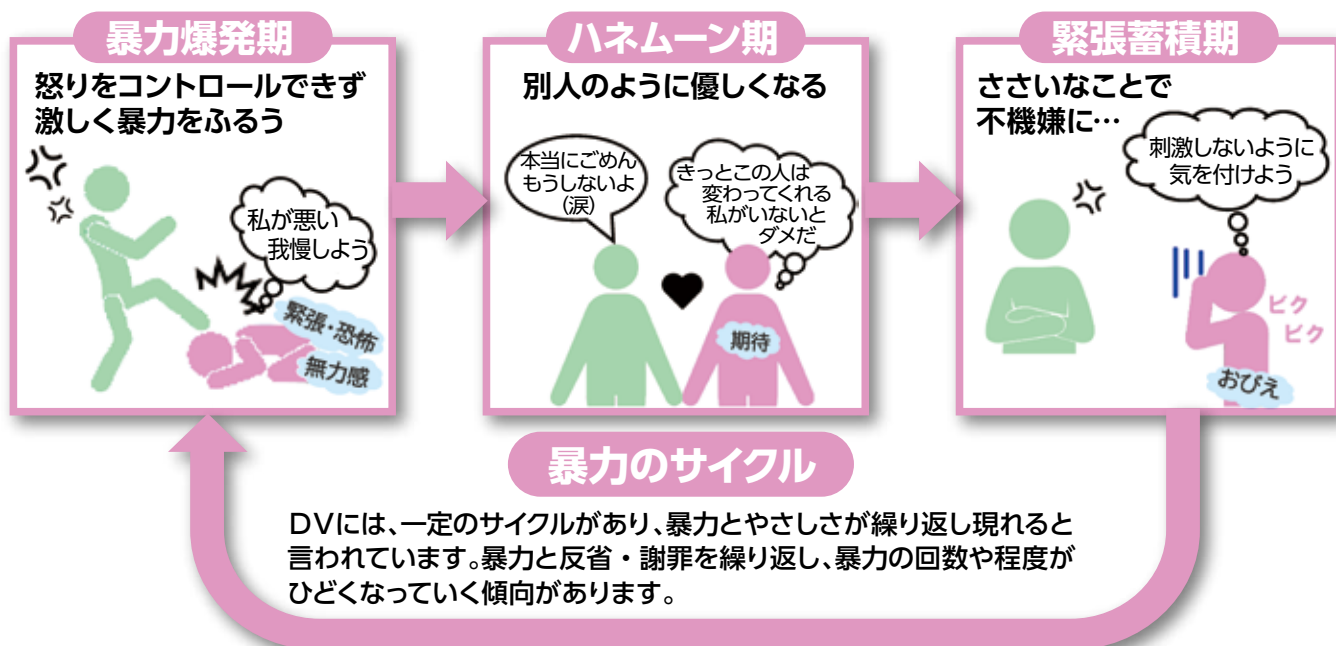 暴力爆発期
怒りをコントロールできず
激しく暴力をふるう
私が悪い
我慢しよう
緊張・恐怖
無力感
ハネムーン期
別人のように優しくなる
本当にごめん
もうしないよ
(涙)
きっとこの人は
変わってくれる
私がいないと
ダメだ
期待
緊張蓄積期
ささいなことで
不機嫌に…
刺激しないように
気を付けよう
ビク
ビク
おびえ
暴力のサイクル
DVには、一定のサイクルがあり、暴力とやさしさが繰り返し現れると
言われています。暴力と反省・謝罪を繰り返し、暴力の回数や程度が
ひどくなっていく傾向があります。